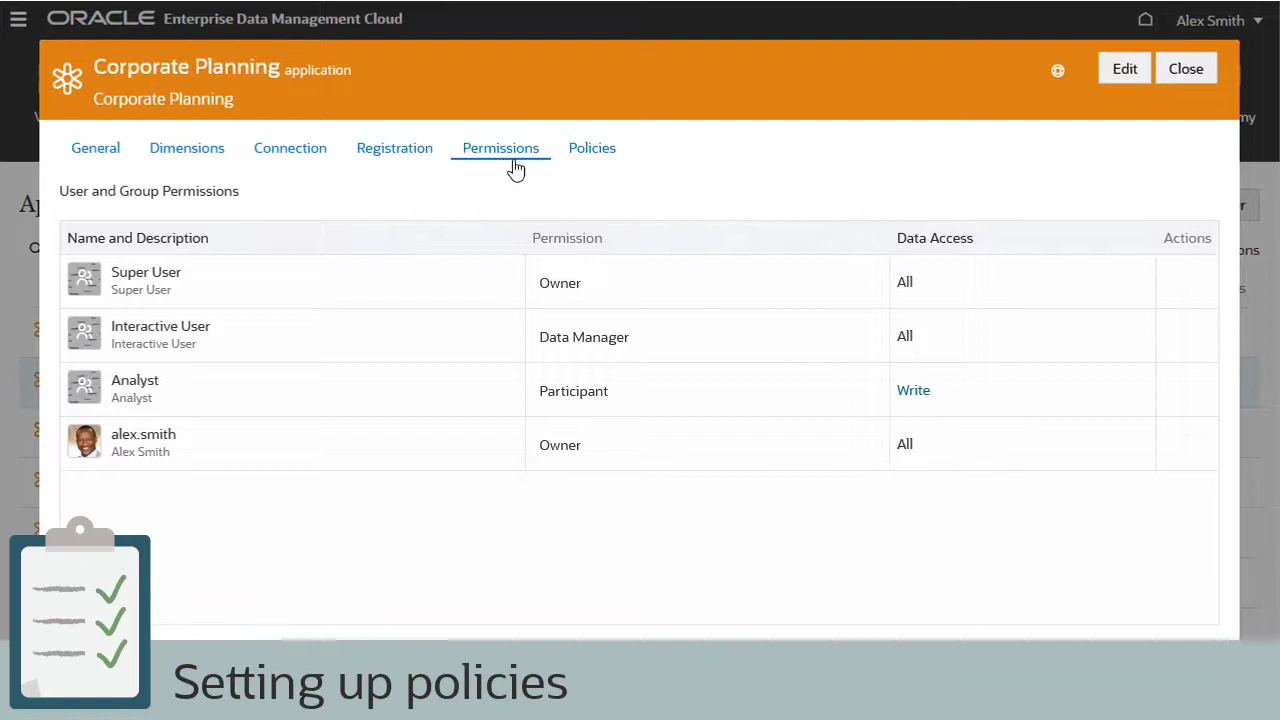 ORACLE Enterprise Data Management Cloud
Alex Smith
Corporate Planning application
Corporate Planning
Edit
Close
General
Dimensions
Connection
Registration
Permissions
Policies
User and Group Permissions
Name and Description
Permission
Data Access
Actions
Super User
Super User
Owner
All
Interactive User
Interactive User
Data Manager
All
Analyst
Analyst
Participant
Write
alex.smith
Alex Smith
Owner
All
Setting up policies